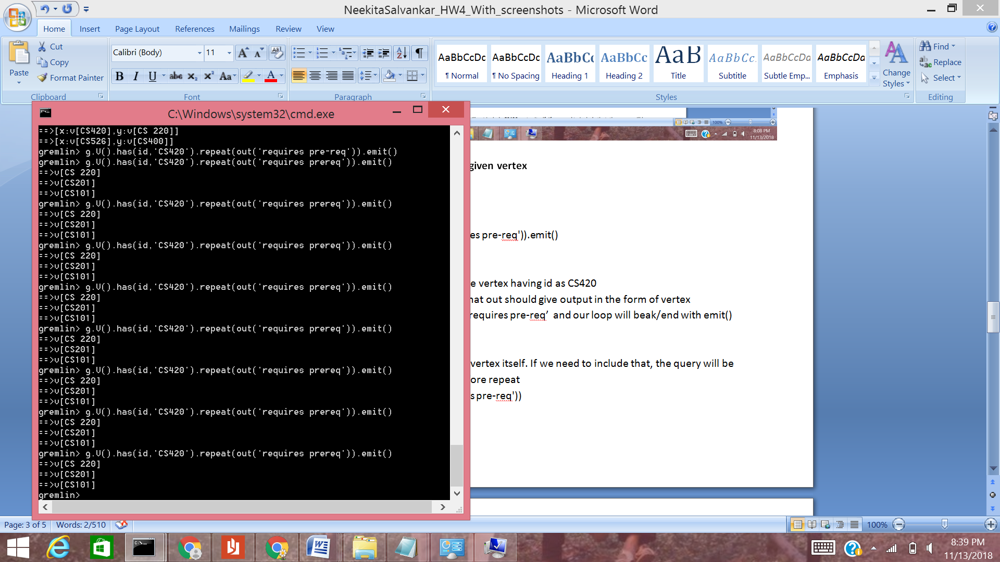 NeekitaSalvankar_HW4_With_screenshots - Microsoft Word
Home Insert Page Layout References Mailings Review View
Paste
Cut
Copy
Format Painter
Clipboard
Calibri (Body) 11
Font
Paragraph
AaBbCcDc AaBbCcDc AaBbCc AaBbCc AaB AaBbCc. AaBbCcDa AaBbCcDa
¶ Normal ¶ No Spacing Heading 1 Heading 2 Title Subtitle Subtle Emp... Emphasis
Change Styles
Styles
Find
Replace
Select
Editing
C:\Windows\system32\cmd.exe
==>[x:v[CS420],y:v[CS 220]]
==>[x:v[CS526],y:v[CS400]]
gremlin> g.V().has(id,'CS420').repeat(out('requires pre-req')).emit()
gremlin> g.V().has(id,'CS420').repeat(out('requires prereq')).emit()
==>v[CS 220]
==>v[CS201]
==>v[CS101]
gremlin> g.V().has(id,'CS420').repeat(out('requires prereq')).emit()
==>v[CS 220]
==>v[CS201]
==>v[CS101]
gremlin> g.V().has(id,'CS420').repeat(out('requires prereq')).emit()
==>v[CS 220]
==>v[CS201]
==>v[CS101]
gremlin> g.V().has(id,'CS420').repeat(out('requires prereq')).emit()
==>v[CS 220]
==>v[CS201]
==>v[CS101]
gremlin> g.V().has(id,'CS420').repeat(out('requires prereq')).emit()
==>v[CS 220]
==>v[CS201]
==>v[CS101]
gremlin> g.V().has(id,'CS420').repeat(out('requires prereq')).emit()
==>v[CS 220]
==>v[CS201]
==>v[CS101]
gremlin> g.V().has(id,'CS420').repeat(out('requires prereq')).emit()
==>v[CS 220]
==>v[CS201]
==>v[CS101]
gremlin> g.V().has(id,'CS420').repeat(out('requires prereq')).emit()
==>v[CS 220]
==>v[CS201]
==>v[CS101]
gremlin>
100%
8:08 PM
11/13/2018
given vertex
es pre-req')).emit()
e vertex having id as CS420
hat out should give output in the form of vertex
requires pre-req’ and our loop will beak/end with emit()
vertex itself. If we need to include that, the query will be
ore repeat
s pre-req'))
Page: 3 of 5 Words: 2/510
100%
8:39 PM
11/13/2018